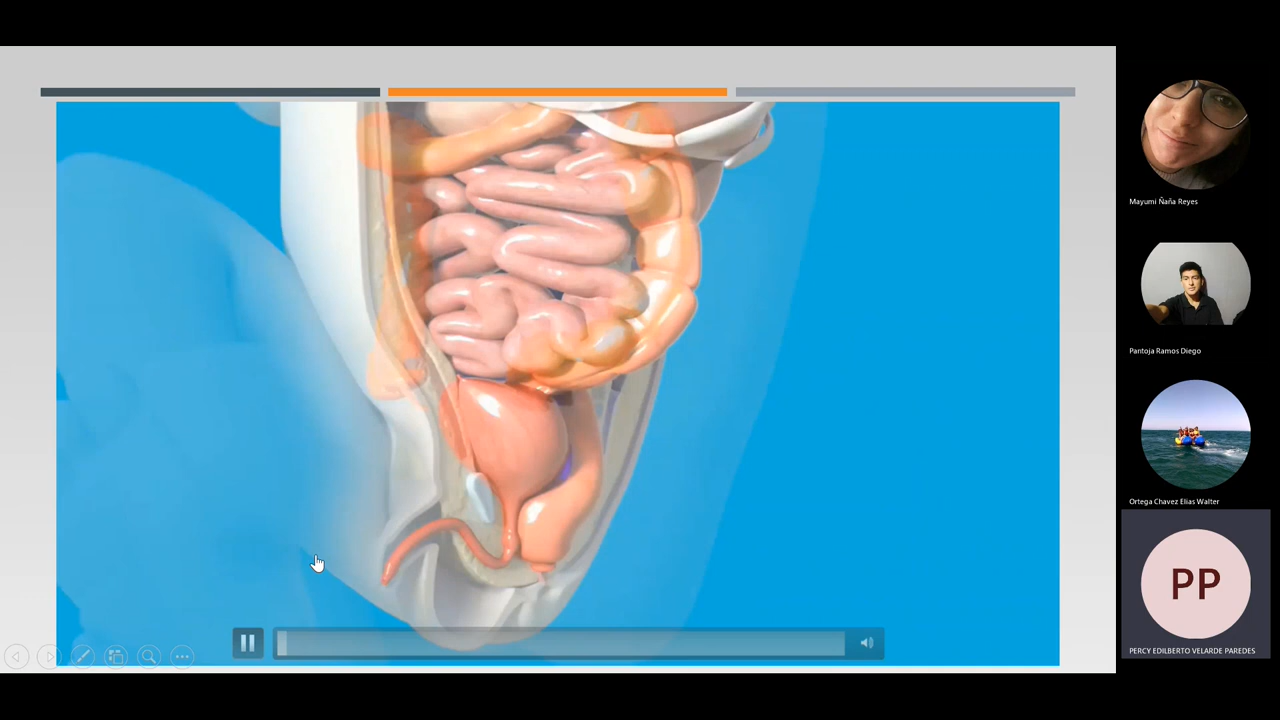 Mayumi Ñaña Reyes
Pantoja Ramos Diego
Ortega Chavez Elias Walter
PP
PERCY EDILBERTO VELARDE PAREDES